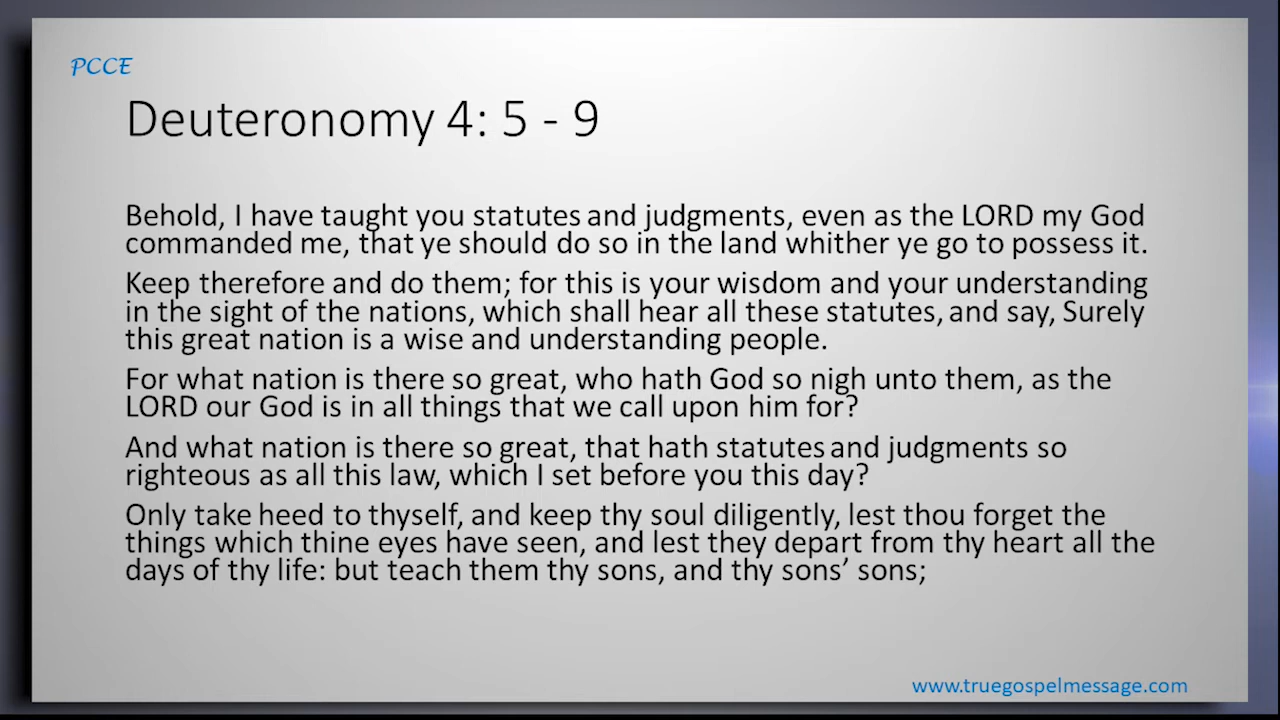 PCCE
Deuteronomy 4: 5 - 9
Behold, I have taught you statutes and judgments, even as the LORD my God
commanded me, that ye should do so in the land whither ye go to possess it.
Keep therefore and do them; for this is your wisdom and your understanding
in the sight of the nations, which shall hear all these statutes, and say, Surely
this great nation is a wise and understanding people.
For what nation is there so great, who hath God so nigh unto them, as the
LORD our God is in all things that we call upon him for?
And what nation is there so great, that hath statutes and judgments so
righteous as all this law, which I set before you this day?
Only take heed to thyself, and keep thy soul diligently, lest thou forget the
things which thine eyes have seen, and lest they depart from thy heart all the
days of thy life: but teach them thy sons, and thy sons’ sons;
www.truegospelmessage.com